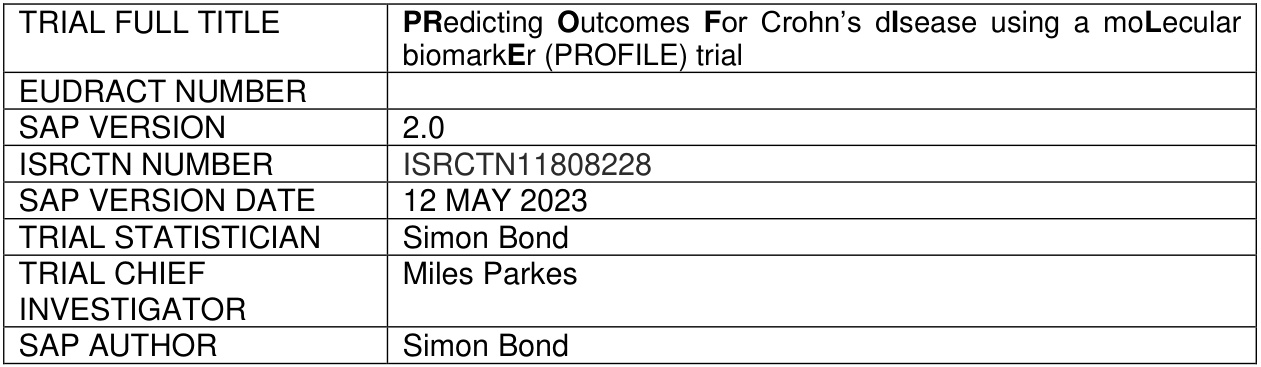 TRIAL FULL TITLE PRedicting Outcomes For Crohn's dIsease using a moLecular
biomarkEr (PROFILE) trial
EUDRACT NUMBER
SAP VERSION 2.0
ISRCTN NUMBER ISRCTN11808228
SAP VERSION DATE 12 MAY 2023
TRIAL STATISTICIAN Simon Bond
TRIAL CHIEF Miles Parkes
INVESTIGATOR
SAP AUTHOR Simon Bond